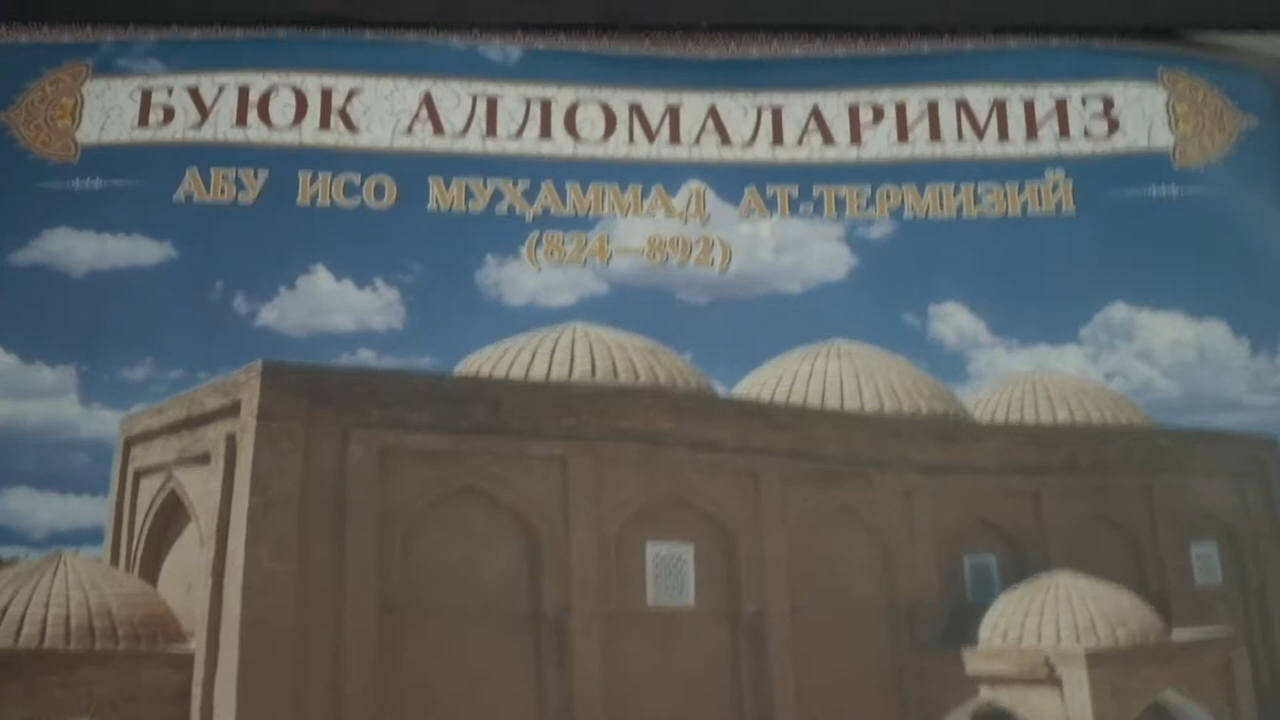 БУЮК АЛЛОМАЛАРИМИЗ
АБУ ИСО МУҲАММАД АТ-ТЕРМИЗИЙ
(824—892)